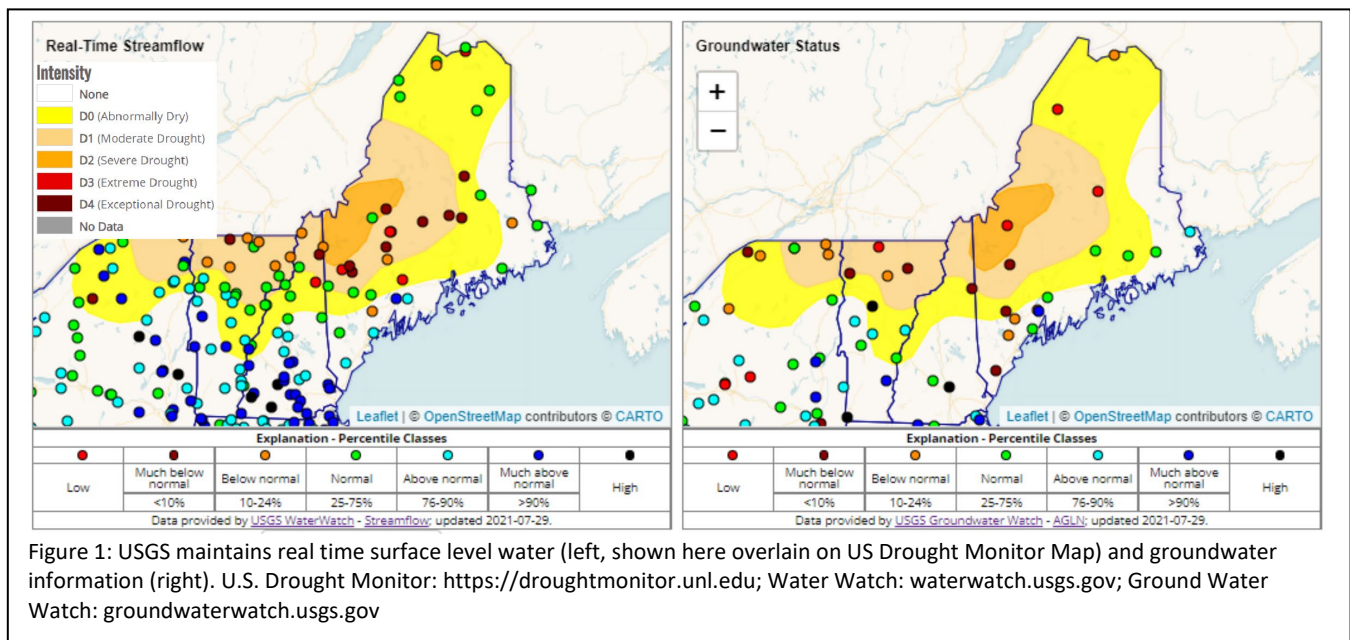 Real-Time Streamflow
Intensity
None
D0 (Abnormally Dry)
D1 (Moderate Drought)
D2 (Severe Drought)
D3 (Extreme Drought)
D4 (Exceptional Drought)
No Data
Leaflet | © OpenStreetMap contributors © CARTO
Explanation - Percentile Classes
Low
Much below normal
Below normal
Normal
Above normal
Much above normal
High
<10%
10-24%
25-75%
76-90%
>90%
Data provided by USGS WaterWatch - Streamflow; updated 2021-07-29.
Groundwater Status
+
−
Leaflet | © OpenStreetMap contributors © CARTO
Explanation - Percentile Classes
Low
Much below normal
Below normal
Normal
Above normal
Much above normal
High
<10%
10-24%
25-75%
76-90%
>90%
Data provided by USGS Groundwater Watch - AGLN; updated 2021-07-29.
Figure 1: USGS maintains real time surface level water (left, shown here overlain on US Drought Monitor Map) and groundwater
information (right). U.S. Drought Monitor: https://droughtmonitor.unl.edu; Water Watch: waterwatch.usgs.gov; Ground Water
Watch: groundwaterwatch.usgs.gov